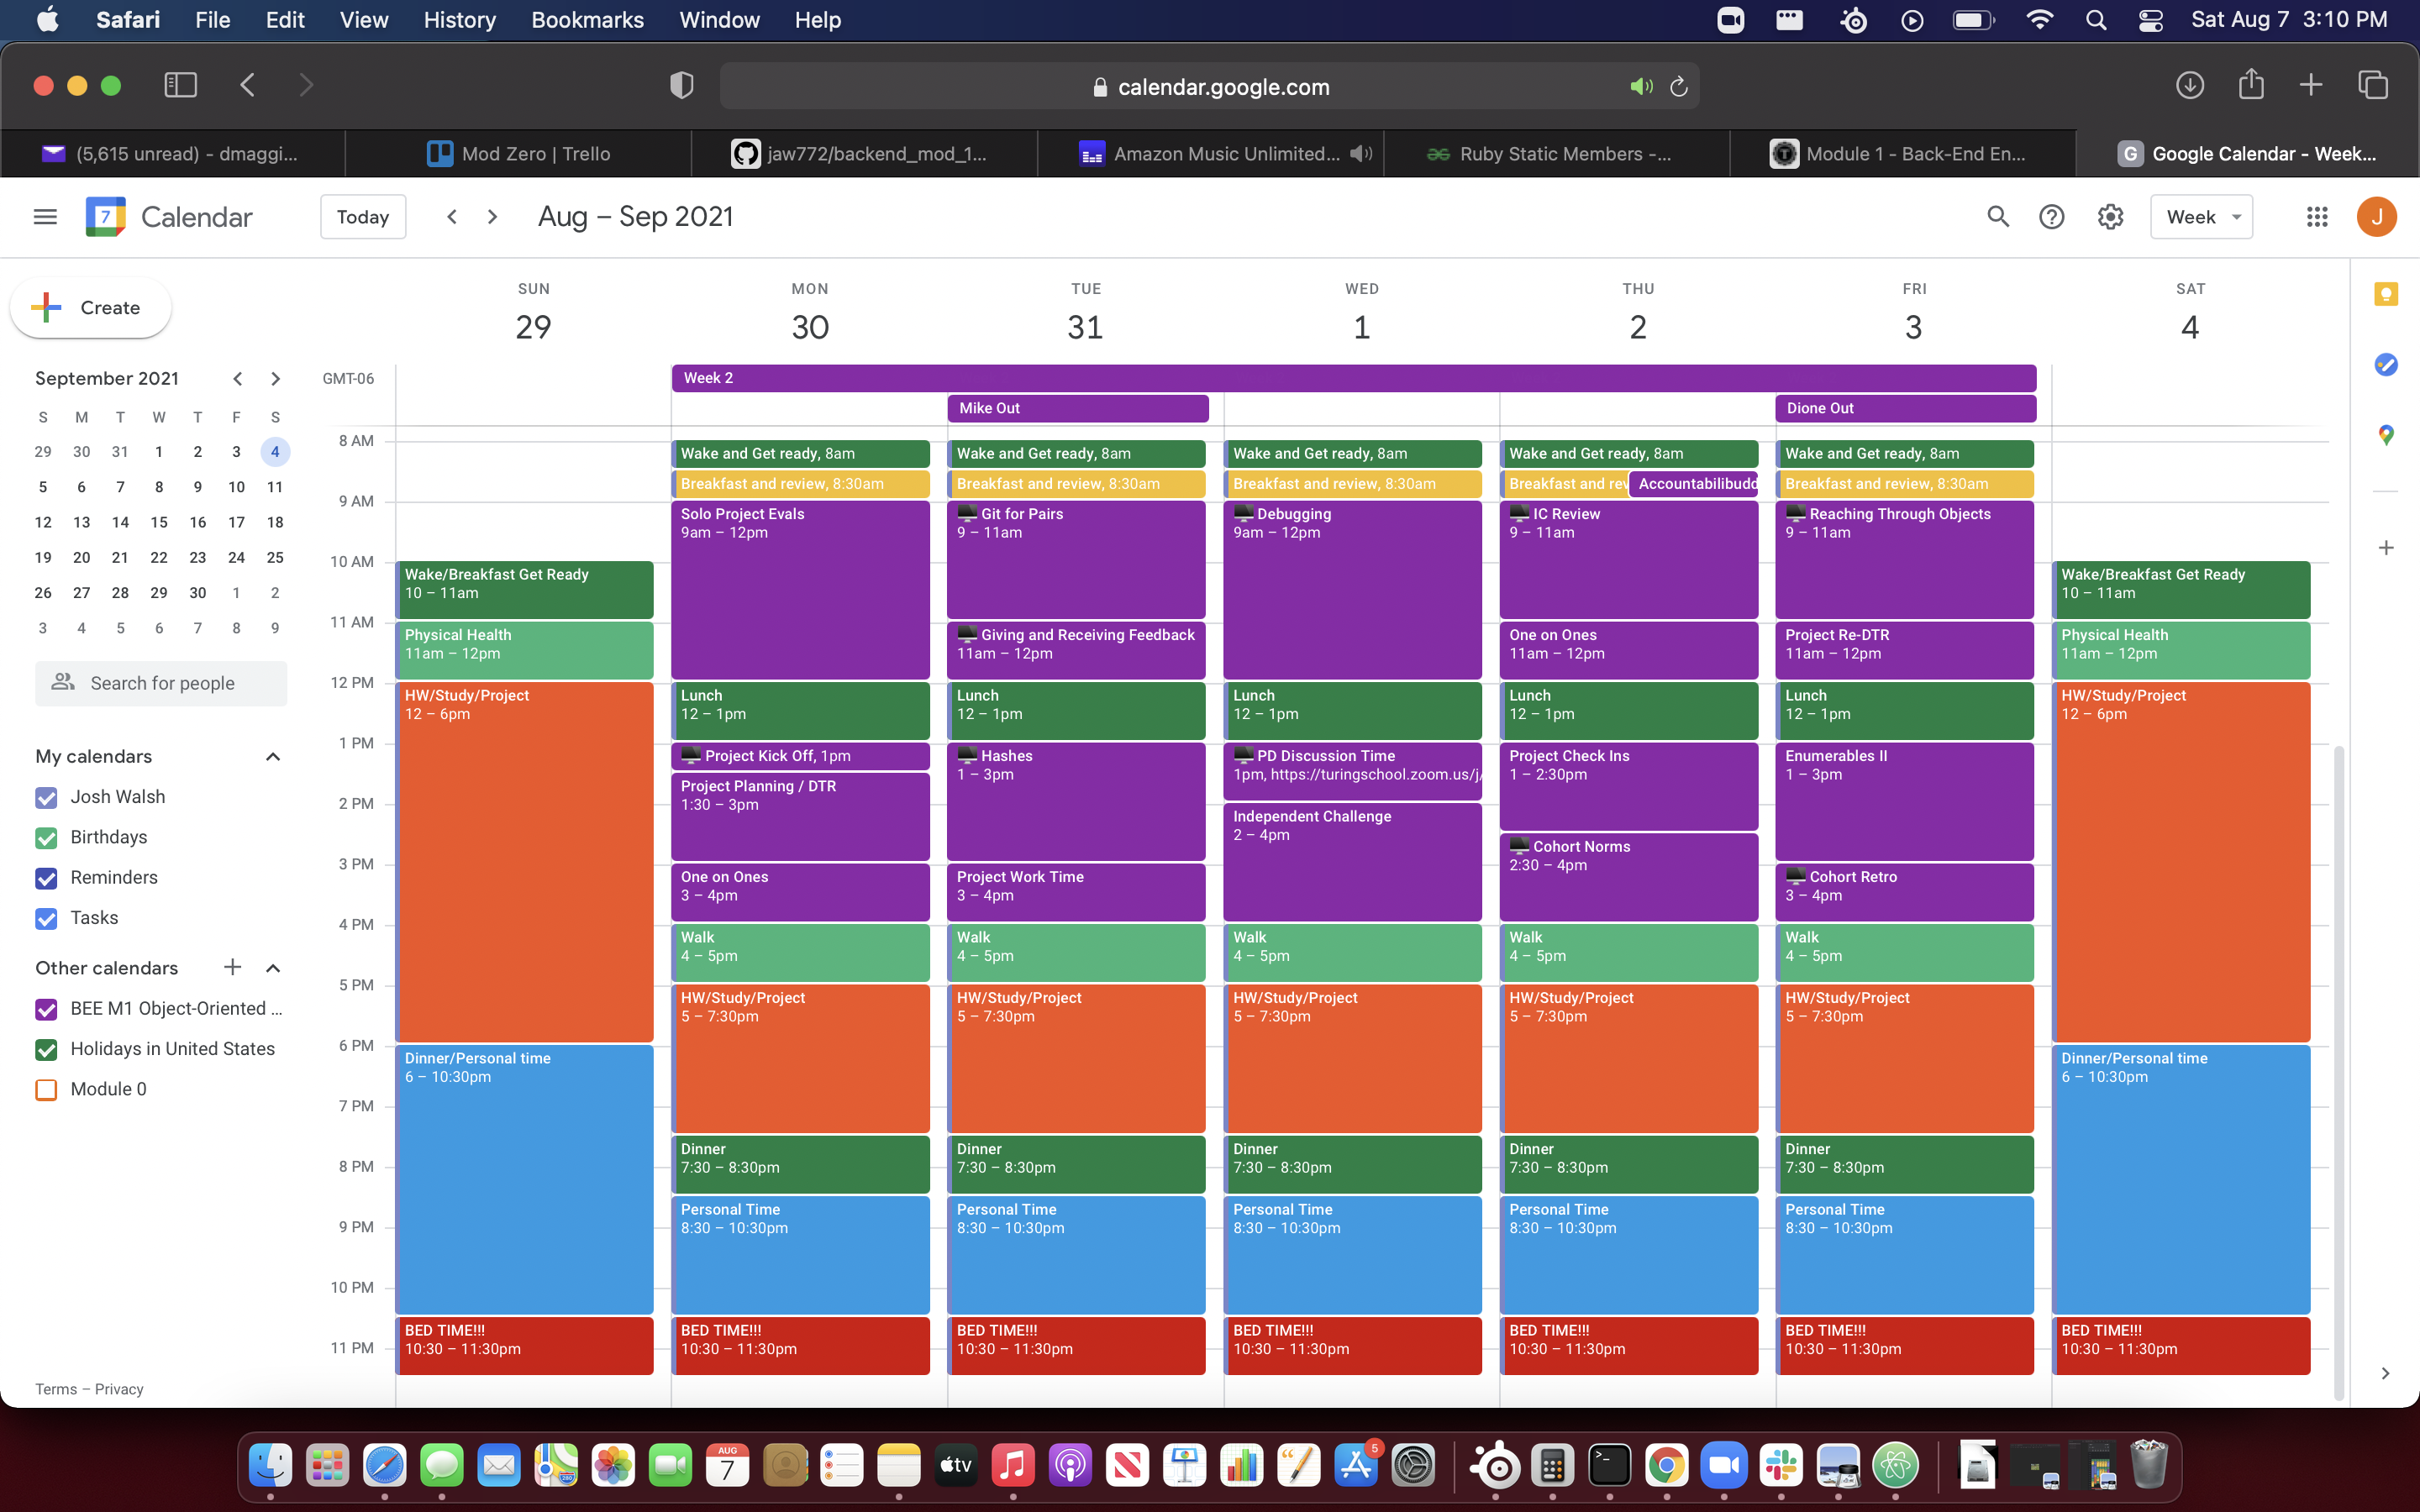 Safari File Edit View History Bookmarks Window Help Sat Aug 7 3:10 PM
calendar.google.com
(5,615 unread) - dmaggi... Mod Zero | Trello jaw772/backend_mod_1... Amazon Music Unlimited... Ruby Static Members -... Module 1 - Back-End En... G Google Calendar - Week...
7 Calendar Today Aug – Sep 2021 Week J
Create
September 2021
S M T W T F S
29 30 31 1 2 3 4
5 6 7 8 9 10 11
12 13 14 15 16 17 18
19 20 21 22 23 24 25
26 27 28 29 30 1 2
3 4 5 6 7 8 9
Search for people
My calendars
Josh Walsh
Birthdays
Reminders
Tasks
Other calendars
BEE M1 Object-Oriented ...
Holidays in United States
Module 0
Terms – Privacy
SUN MON TUE WED THU FRI SAT
29 30 31 1 2 3 4
GMT-06
Week 2
Mike Out Dione Out
8 AM
9 AM
10 AM
11 AM
12 PM
1 PM
2 PM
3 PM
4 PM
5 PM
6 PM
7 PM
8 PM
9 PM
10 PM
11 PM
Wake/Breakfast Get Ready
10 – 11am
Physical Health
11am – 12pm
HW/Study/Project
12 – 6pm
Dinner/Personal time
6 – 10:30pm
BED TIME!!!
10:30 – 11:30pm
Wake and Get ready, 8am
Breakfast and review, 8:30am
Solo Project Evals
9am – 12pm
Lunch
12 – 1pm
Project Kick Off, 1pm
Project Planning / DTR
1:30 – 3pm
One on Ones
3 – 4pm
Walk
4 – 5pm
HW/Study/Project
5 – 7:30pm
Dinner
7:30 – 8:30pm
Personal Time
8:30 – 10:30pm
BED TIME!!!
10:30 – 11:30pm
Wake and Get ready, 8am
Breakfast and review, 8:30am
Git for Pairs
9 – 11am
Giving and Receiving Feedback
11am – 12pm
Lunch
12 – 1pm
Hashes
1 – 3pm
Project Work Time
3 – 4pm
Walk
4 – 5pm
HW/Study/Project
5 – 7:30pm
Dinner
7:30 – 8:30pm
Personal Time
8:30 – 10:30pm
BED TIME!!!
10:30 – 11:30pm
Wake and Get ready, 8am
Breakfast and review, 8:30am
Debugging
9am – 12pm
Lunch
12 – 1pm
PD Discussion Time
1pm, https://turingschool.zoom.us/j/
Independent Challenge
2 – 4pm
Walk
4 – 5pm
HW/Study/Project
5 – 7:30pm
Dinner
7:30 – 8:30pm
Personal Time
8:30 – 10:30pm
BED TIME!!!
10:30 – 11:30pm
Wake and Get ready, 8am
Breakfast and rev Accountabilibudd
IC Review
9 – 11am
One on Ones
11am – 12pm
Lunch
12 – 1pm
Project Check Ins
1 – 2:30pm
Cohort Norms
2:30 – 4pm
Walk
4 – 5pm
HW/Study/Project
5 – 7:30pm
Dinner
7:30 – 8:30pm
Personal Time
8:30 – 10:30pm
BED TIME!!!
10:30 – 11:30pm
Wake and Get ready, 8am
Breakfast and review, 8:30am
Reaching Through Objects
9 – 11am
Project Re-DTR
11am – 12pm
Lunch
12 – 1pm
Enumerables II
1 – 3pm
Cohort Retro
3 – 4pm
Walk
4 – 5pm
HW/Study/Project
5 – 7:30pm
Dinner
7:30 – 8:30pm
Personal Time
8:30 – 10:30pm
BED TIME!!!
10:30 – 11:30pm
Wake/Breakfast Get Ready
10 – 11am
Physical Health
11am – 12pm
HW/Study/Project
12 – 6pm
Dinner/Personal time
6 – 10:30pm
BED TIME!!!
10:30 – 11:30pm
AUG
7
tv
5